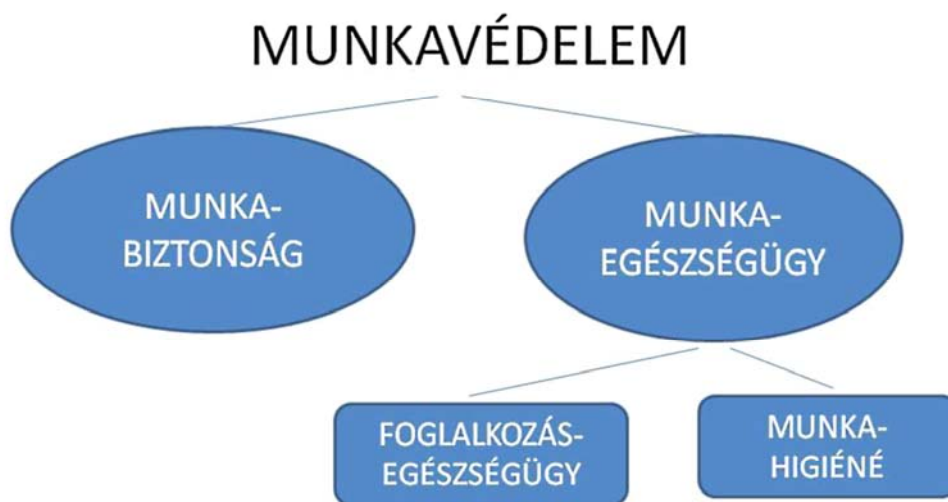 MUNKAVÉDELEM
MUNKA-
BIZTONSÁG
MUNKA-
EGÉSZSÉGÜGY
FOGLALKOZÁS-
EGÉSZSÉGÜGY
MUNKA-
HIGIÉNÉ